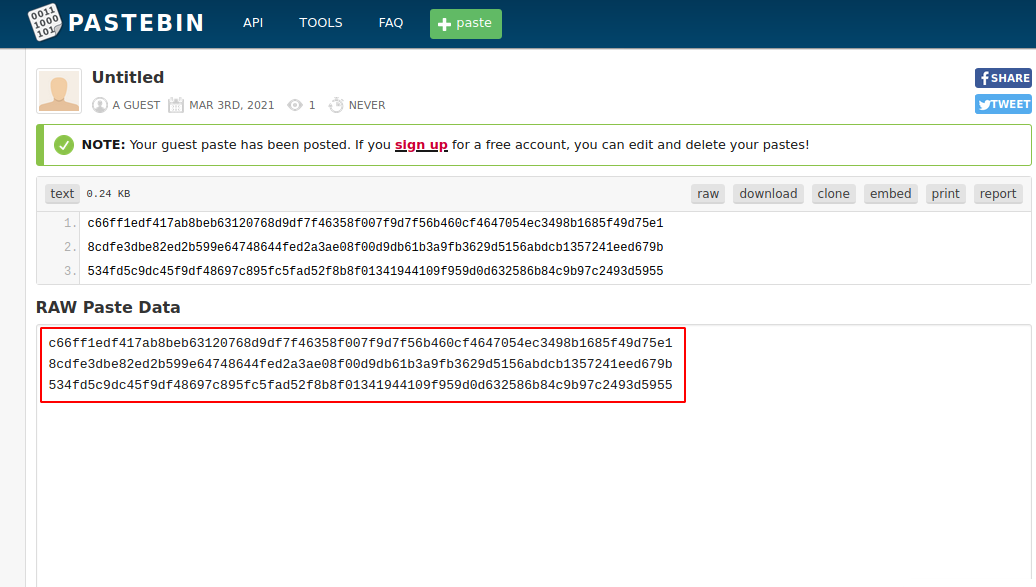 0011
1000
101
PASTEBIN API TOOLS FAQ + paste
Untitled
A GUEST MAR 3RD, 2021 1 NEVER
SHARE
TWEET
NOTE: Your guest paste has been posted. If you sign up for a free account, you can edit and delete your pastes!
text 0.24 KB raw download clone embed print report
1. c66ff1edf417ab8beb63120768d9df7f46358f007f9d7f56b460cf4647054ec3498b1685f49d75e1
2. 8cdfe3dbe82ed2b599e64748644fed2a3ae08f00d9db61b3a9fb3629d5156abdcb1357241eed679b
3. 534fd5c9dc45f9df48697c895fc5fad52f8b8f01341944109f959d0d632586b84c9b97c2493d5955
RAW Paste Data
c66ff1edf417ab8beb63120768d9df7f46358f007f9d7f56b460cf4647054ec3498b1685f49d75e1
8cdfe3dbe82ed2b599e64748644fed2a3ae08f00d9db61b3a9fb3629d5156abdcb1357241eed679b
534fd5c9dc45f9df48697c895fc5fad52f8b8f01341944109f959d0d632586b84c9b97c2493d5955